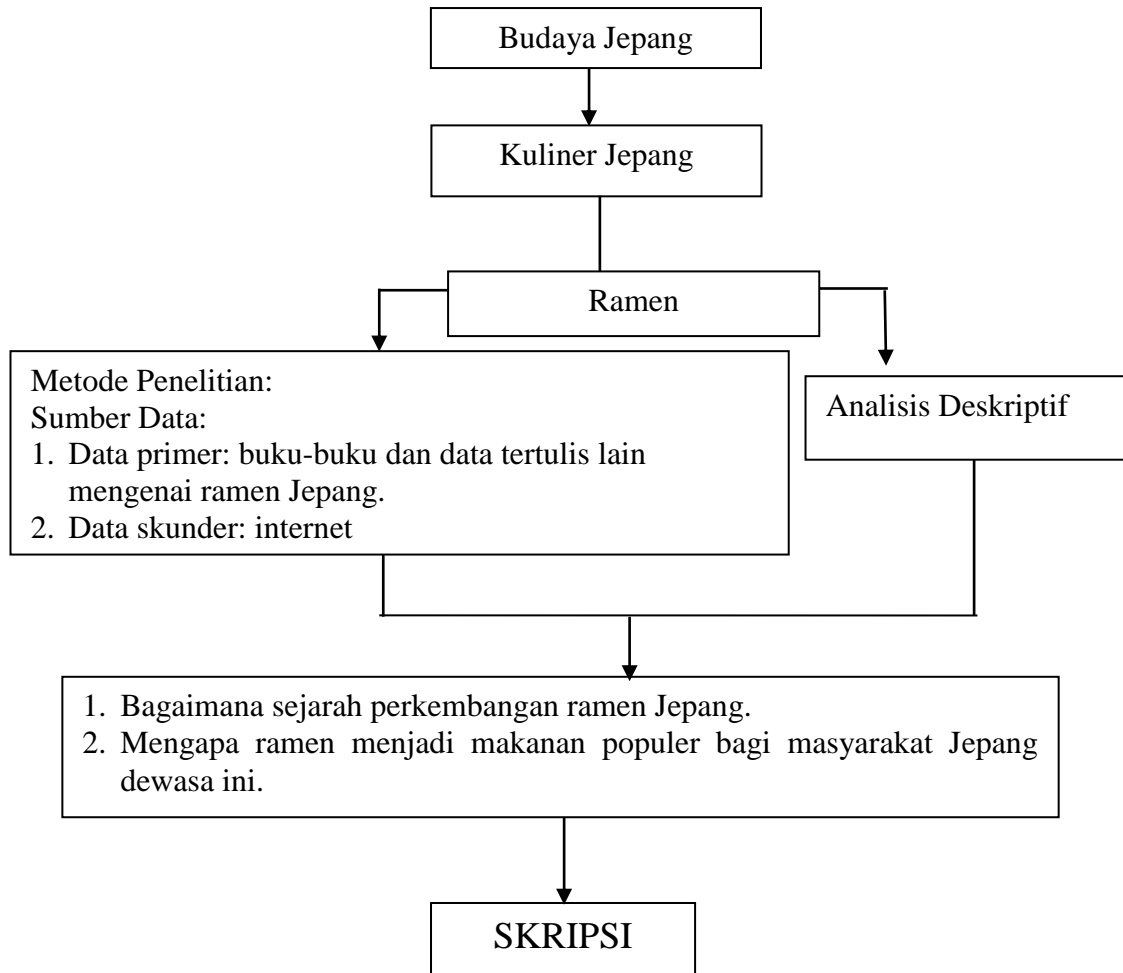 Budaya Jepang
Kuliner Jepang
Ramen
Metode Penelitian:
Sumber Data:
1. Data primer: buku-buku dan data tertulis lain
mengenai ramen Jepang.
2. Data skunder: internet
Analisis Deskriptif
1. Bagaimana sejarah perkembangan ramen Jepang.
2. Mengapa ramen menjadi makanan populer bagi masyarakat Jepang
dewasa ini.
SKRIPSI